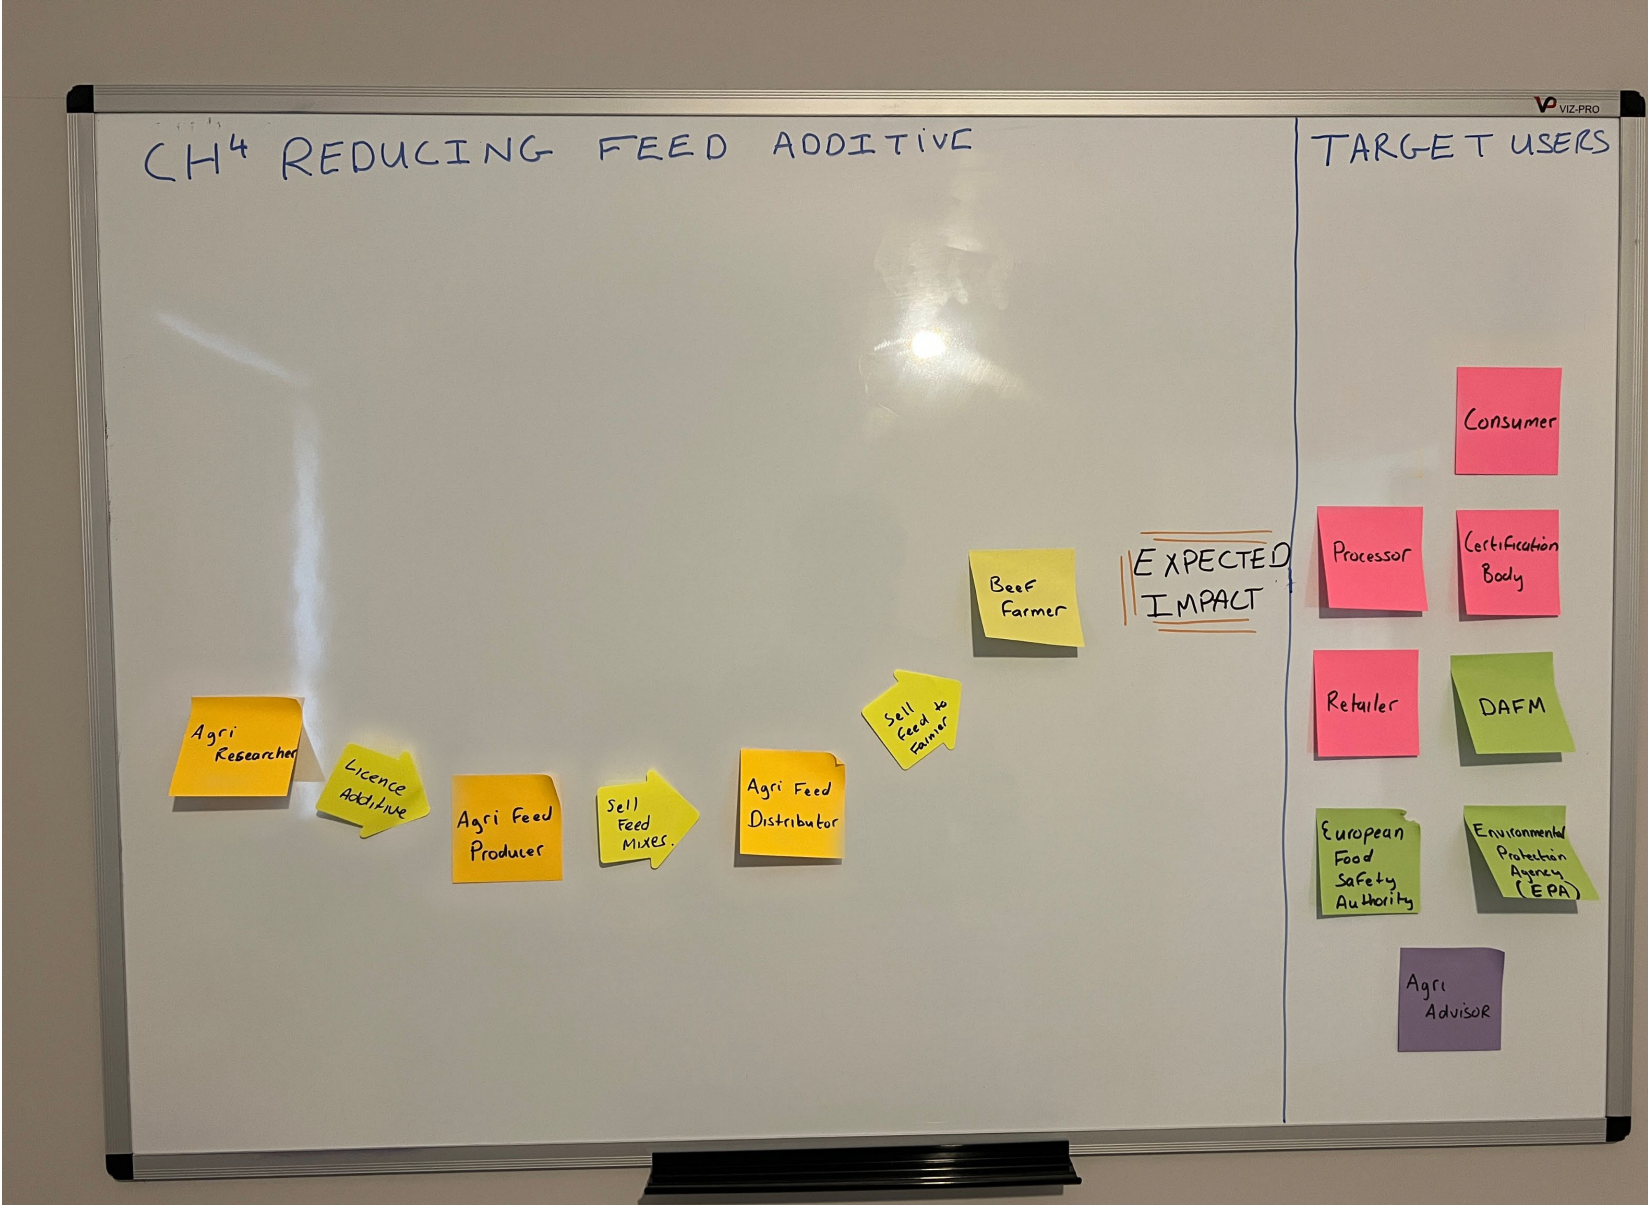 VP VIZ-PRO
CH⁴ REDUCING FEED ADDITIVE
TARGET USERS
Agri
Researcher
Licence
Additive
Agri Feed
Producer
Sell
Feed
Mixes.
Agri Feed
Distributor
Sell
feed to
Farmer
Beef
Farmer
EXPECTED
IMPACT
Consumer
Processor
Certification
Body
Retailer
DAFM
European
Food
Safety
Authority
Environmental
Protection
Agency
(EPA)
Agri
Advisor